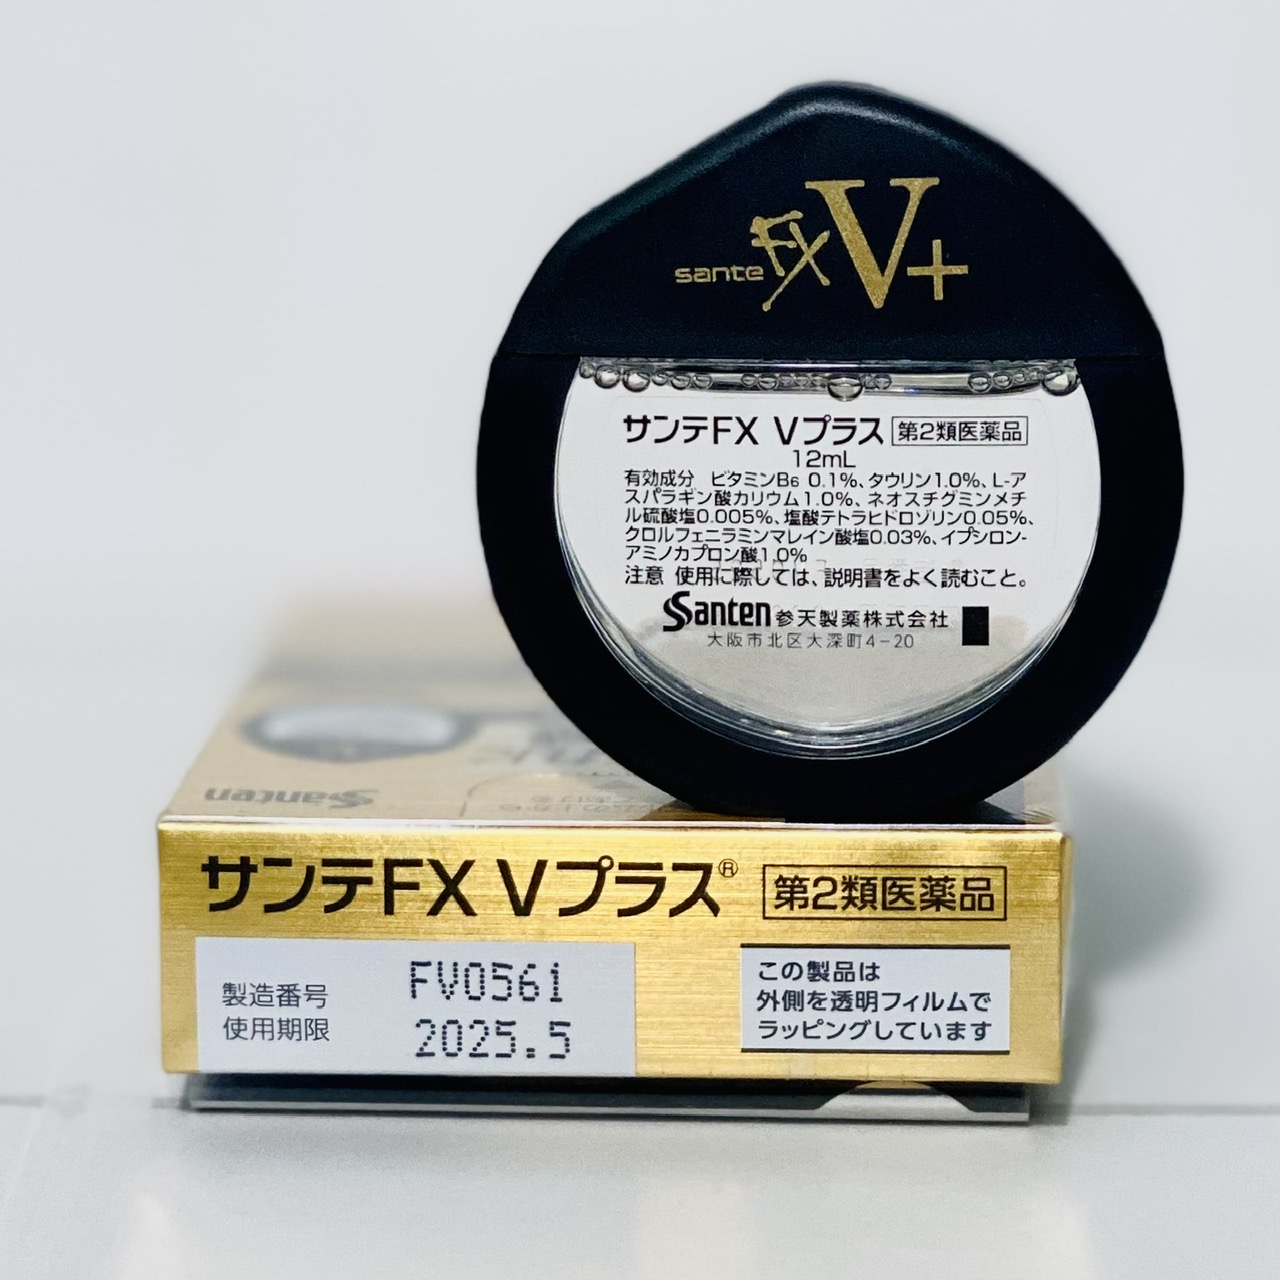 sante FX V+
サンテFX Vプラス 第2類医薬品
12mL
有効成分 ビタミンB6 0.1%、タウリン1.0%、L-ア
スパラギン酸カリウム1.0%、ネオスチグミンメチ
ル硫酸塩0.005%、塩酸テトラヒドロゾリン0.05%、
クロルフェニラミンマレイン酸塩0.03%、イプシロン-
アミノカプロン酸1.0%
注意 使用に際しては、説明書をよく読むこと。
Santen 参天製薬株式会社
大阪市北区大深町4-20
Santen
サンテFX Vプラス® 第2類医薬品
製造番号 FV0561
使用期限 2025.5
この製品は
外側を透明フィルムで
ラッピングしています